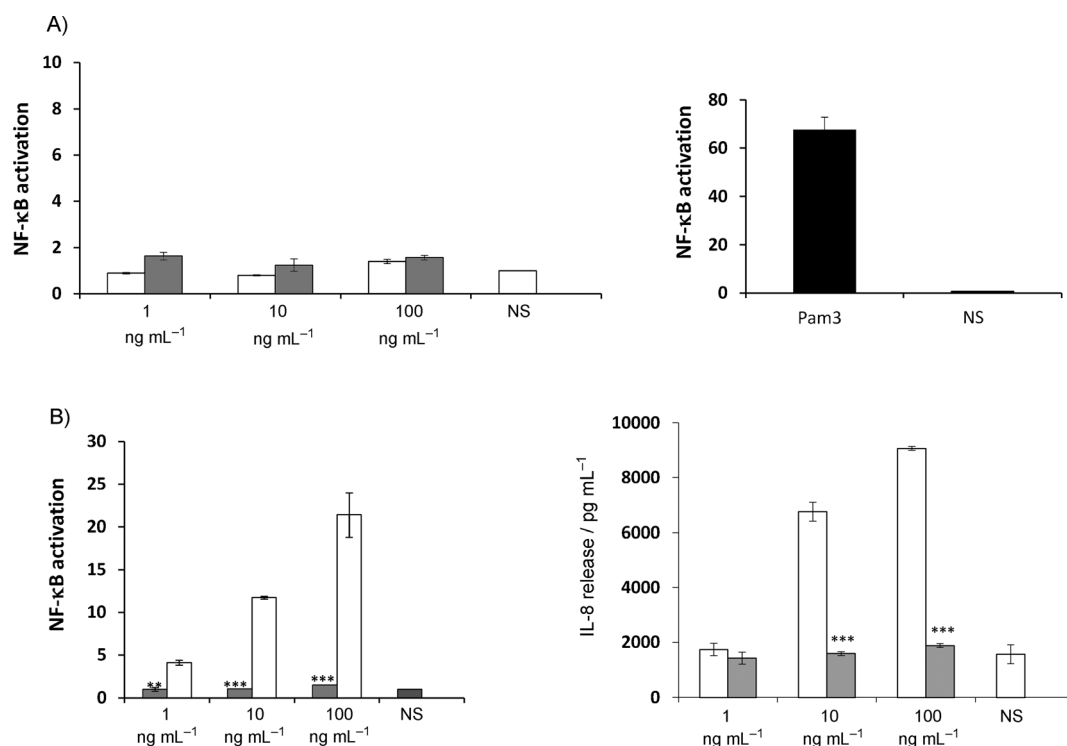 A)
NF-κB activation
10
8
6
4
2
0
1 10 100 NS
ng mL–1 ng mL–1 ng mL–1
NF-κB activation
80
60
40
20
0
Pam3 NS
B)
NF-κB activation
30
25
20
15
10
5
0
** *** ***
1 10 100 NS
ng mL–1 ng mL–1 ng mL–1
IL-8 release / pg mL–1
10000
8000
6000
4000
2000
0
*** ***
1 10 100 NS
ng mL–1 ng mL–1 ng mL–1